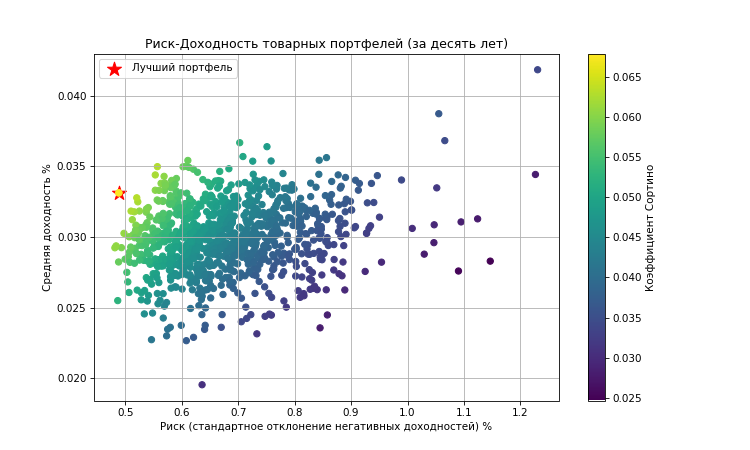 Риск-Доходность товарных портфелей (за десять лет)
Лучший портфель
Средняя доходность %
0.040
0.035
0.030
0.025
0.020
0.5 0.6 0.7 0.8 0.9 1.0 1.1 1.2
Риск (стандартное отклонение негативных доходностей) %
0.065
0.060
0.055
0.050
0.045
0.040
0.035
0.030
0.025
Коэффициент Сортино